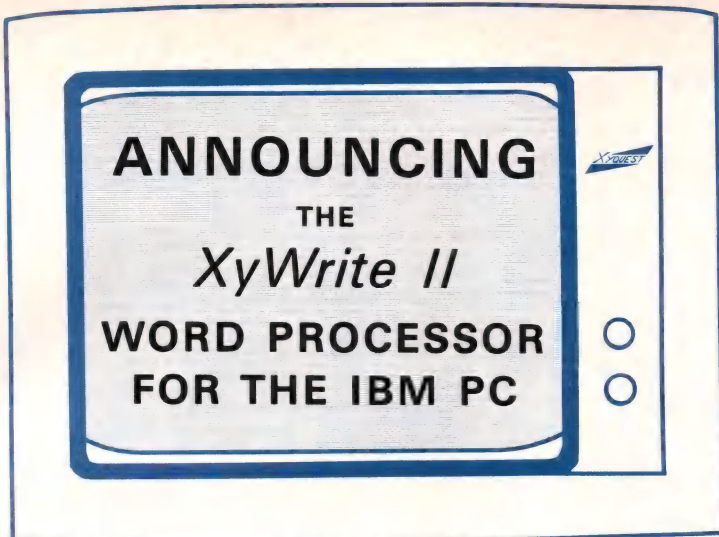 ANNOUNCING
THE
XyWrite II
WORD PROCESSOR
FOR THE IBM PC
XYQUEST